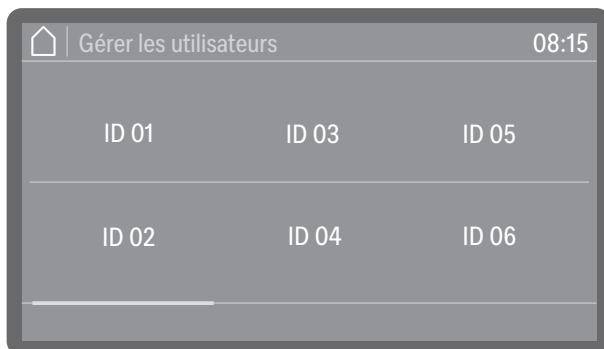 Gérer les utilisateurs 08:15
ID 01 ID 03 ID 05
ID 02 ID 04 ID 06